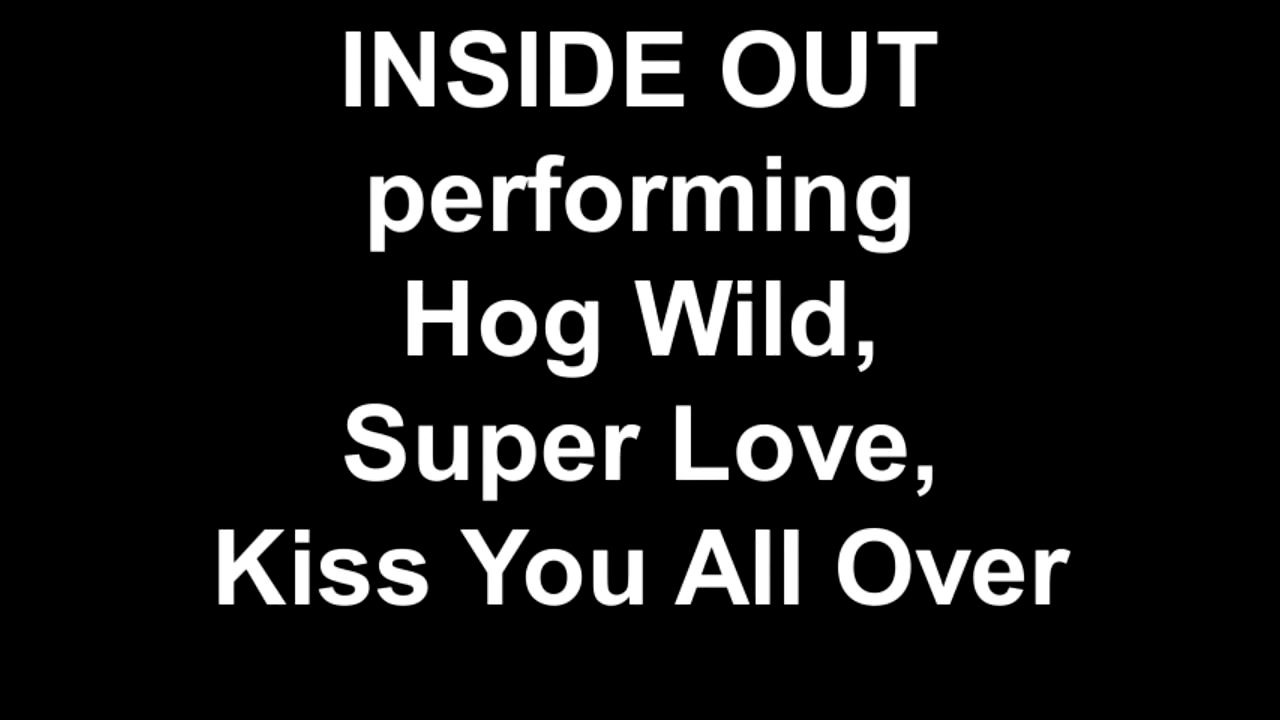 INSIDE OUT
performing
Hog Wild,
Super Love,
Kiss You All Over